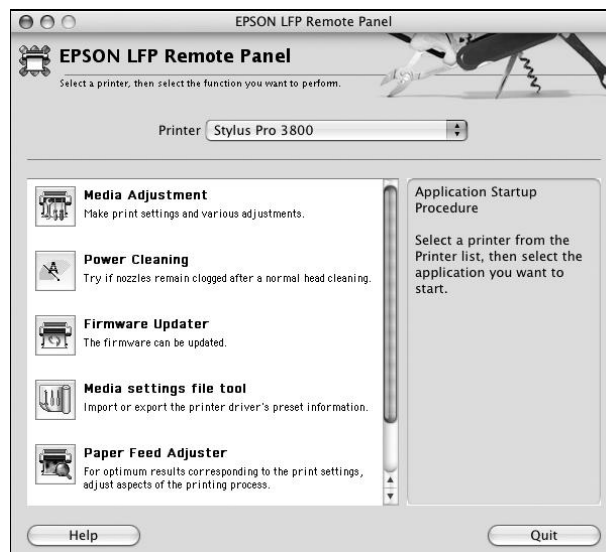 EPSON LFP Remote Panel
EPSON LFP Remote Panel
Select a printer, then select the function you want to perform.
Printer Stylus Pro 3800
Media Adjustment
Make print settings and various adjustments.
Power Cleaning
Try if nozzles remain clogged after a normal head cleaning.
Firmware Updater
The firmware can be updated.
Media settings file tool
Import or export the printer driver's preset information.
Paper Feed Adjuster
For optimum results corresponding to the print settings,
adjust aspects of the printing process.
Application Startup
Procedure
Select a printer from the
Printer list, then select the
application you want to
start.
Help
Quit